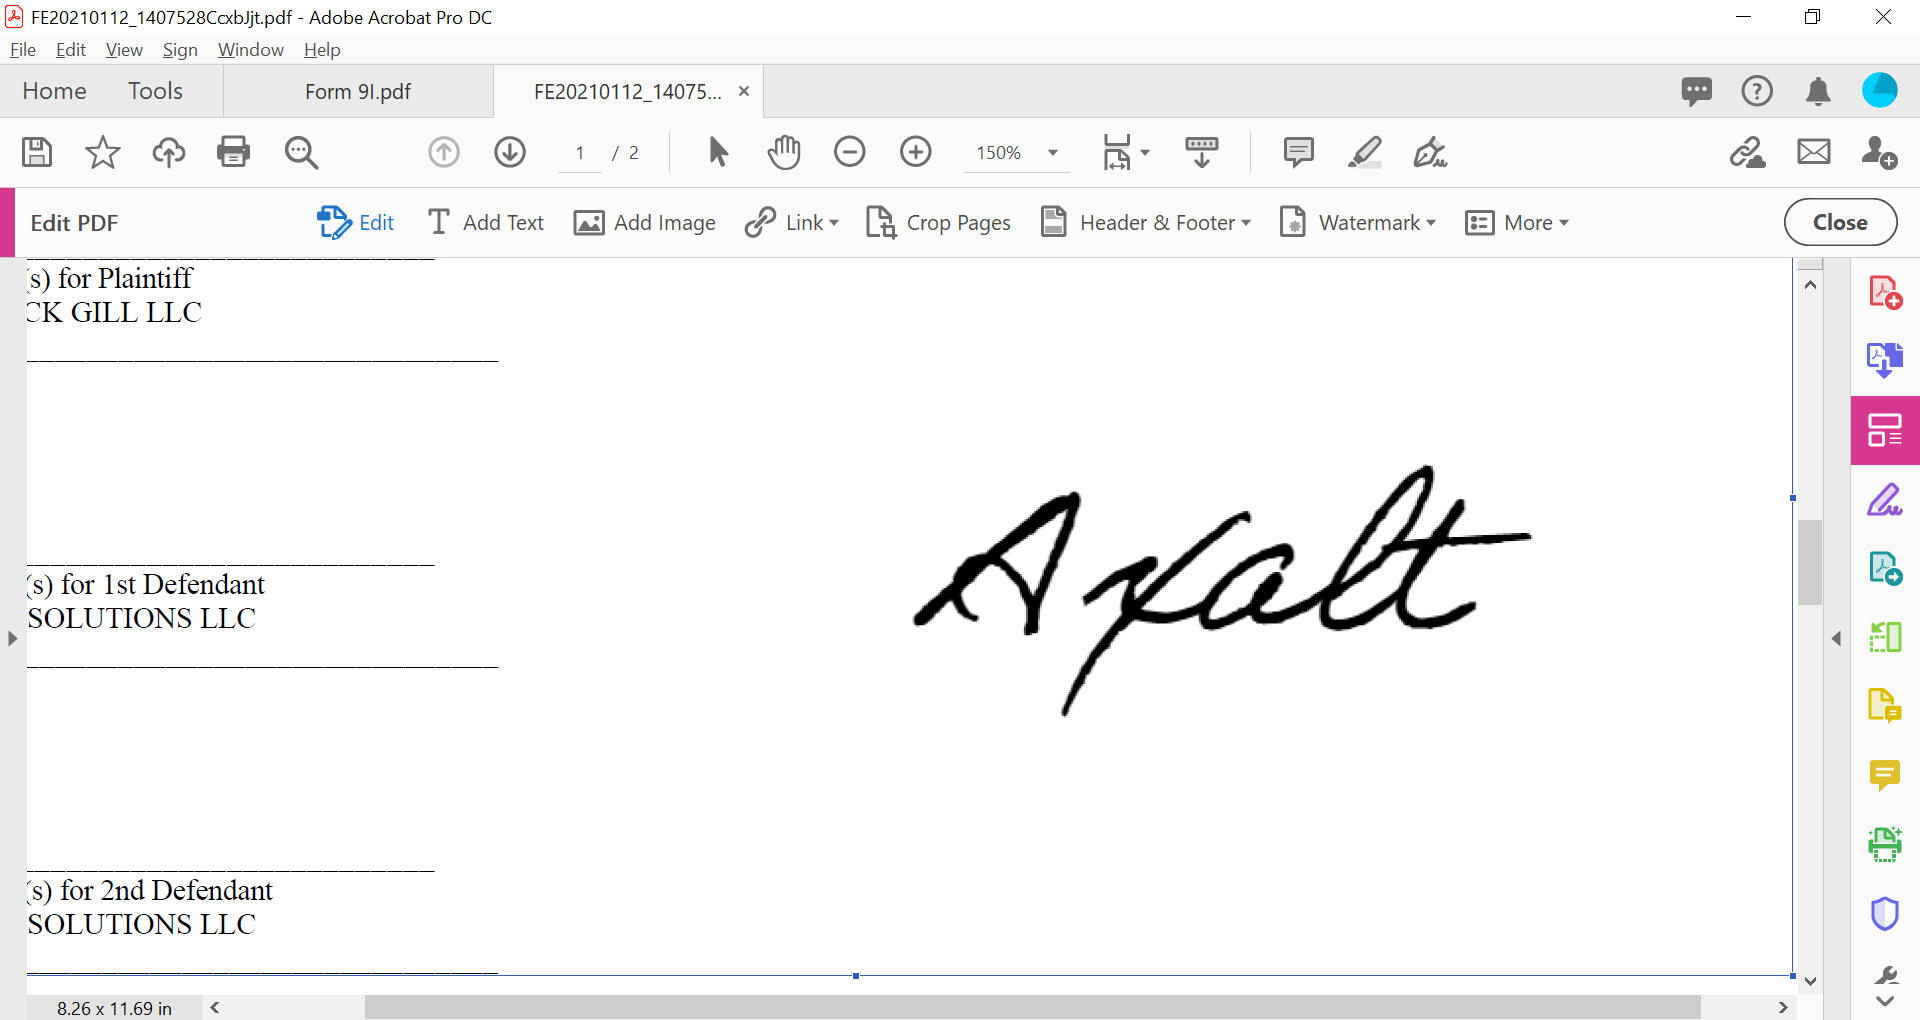 FE20210112_1407528CcxbJjt.pdf - Adobe Acrobat Pro DC
File Edit View Sign Window Help
Home Tools Form 9I.pdf FE20210112_14075... ×
1 / 2 150%
Edit PDF Edit Add Text Add Image Link Crop Pages Header & Footer Watermark More Close
(s) for Plaintiff
CK GILL LLC
(s) for 1st Defendant
SOLUTIONS LLC
Axalt
(s) for 2nd Defendant
SOLUTIONS LLC
8.26 x 11.69 in